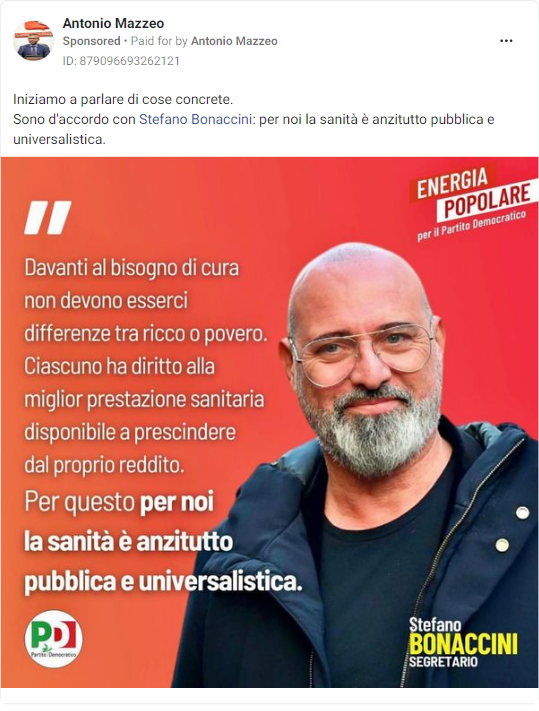 Antonio Mazzeo
Sponsored • Paid for by Antonio Mazzeo
ID: 879096693262121
Iniziamo a parlare di cose concrete.
Sono d'accordo con Stefano Bonaccini: per noi la sanità è anzitutto pubblica e
universalistica.
ENERGIA
POPOLARE
per il Partito Democratico
Davanti al bisogno di cura
non devono esserci
differenze tra ricco o povero.
Ciascuno ha diritto alla
miglior prestazione sanitaria
disponibile a prescindere
dal proprio reddito.
Per questo per noi
la sanità è anzitutto
pubblica e universalistica.
PD
Partito Democratico
Stefano
BONACCINI
SEGRETARIO